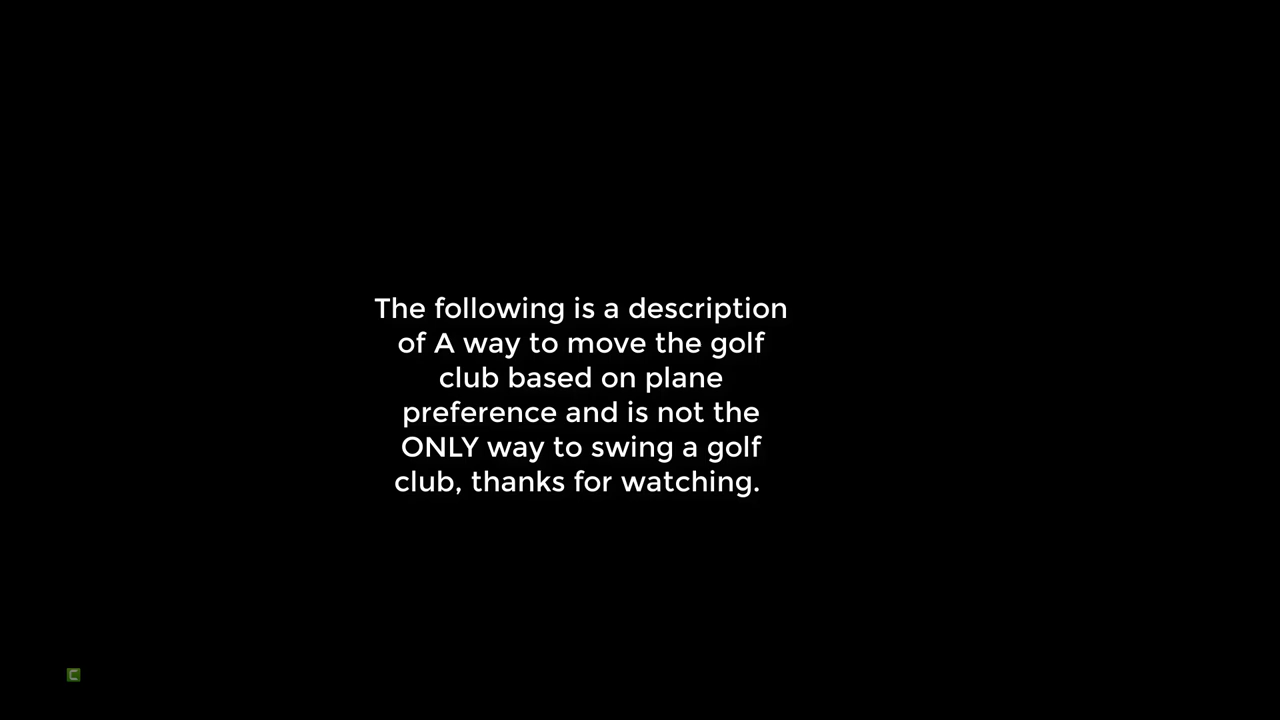 The following is a description
of A way to move the golf
club based on plane
preference and is not the
ONLY way to swing a golf
club, thanks for watching.